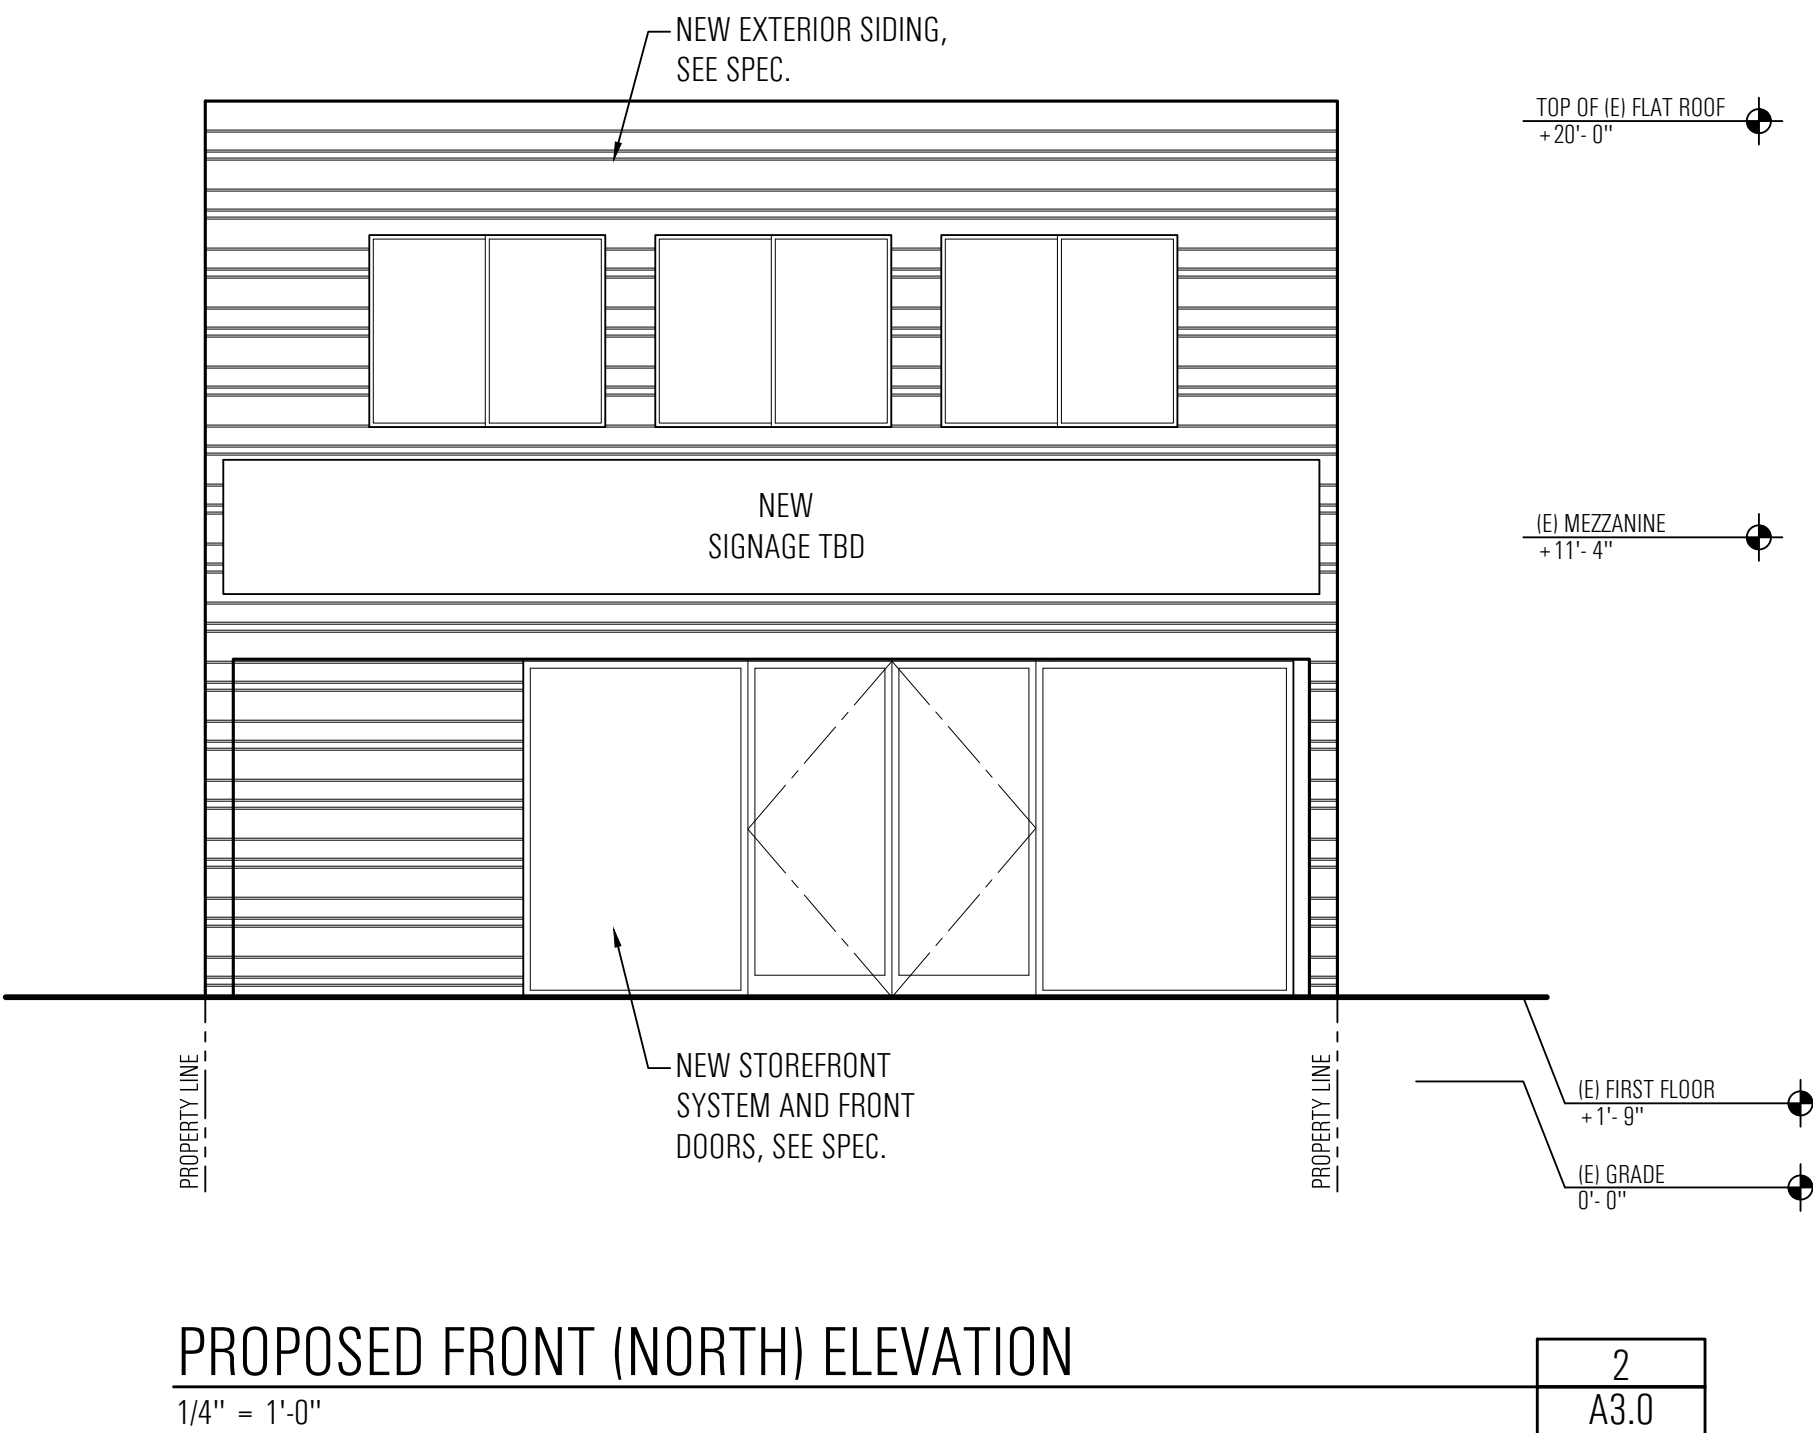 NEW EXTERIOR SIDING,
SEE SPEC.
TOP OF (E) FLAT ROOF
+20'- 0"
NEW
SIGNAGE TBD
(E) MEZZANINE
+11'- 4"
NEW STOREFRONT
SYSTEM AND FRONT
DOORS, SEE SPEC.
PROPERTY LINE
PROPERTY LINE
(E) FIRST FLOOR
+1'- 9"
(E) GRADE
0'- 0"
PROPOSED FRONT (NORTH) ELEVATION
1/4" = 1'-0"
2
A3.0